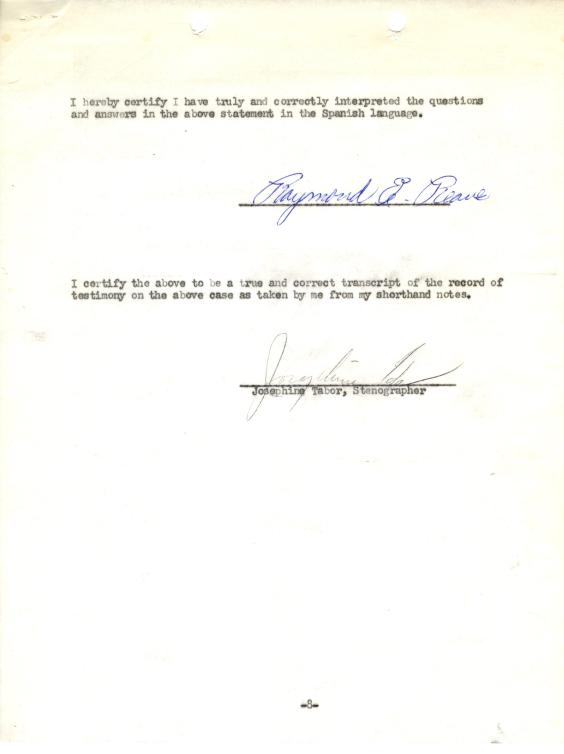 I hereby certify I have truly and correctly interpreted the questions
and answers in the above statement in the Spanish language.
Raymond E. Reave
I certify the above to be a true and correct transcript of the record of
testimony on the above case as taken by me from my shorthand notes.
Josephine Tabor
Josephine Tabor, Stenographer
-8-